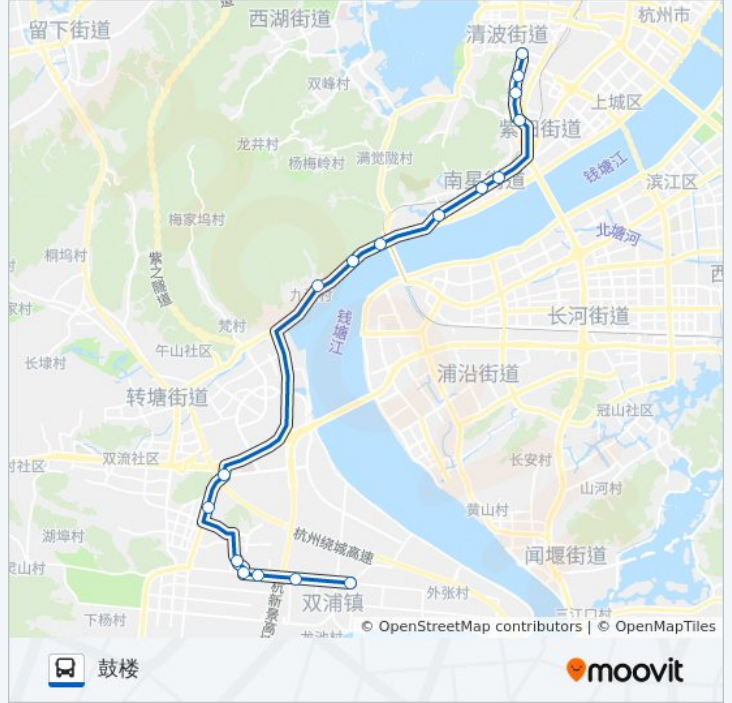 杭州市
留下街道
西湖街道
清波街道
双峰村
上城区
龙井村
杨梅岭村
满觉陇村
南星街道
钱塘江
滨江区
梅家坞村
北塘河
桐坞村
紫之隧道
家村
钱塘江
长河街道
梵村
午山社区
长埭村
浦沿街道
转塘街道
冠山社区
双流社区
村社区
长安村
山河村
黄山村
湖埠村
杭州绕城高速
闻堰街道
灵山村
外张村
双浦镇
下杨村
三江口村
© OpenStreetMap contributors | © OpenMapTiles
鼓楼
moovit